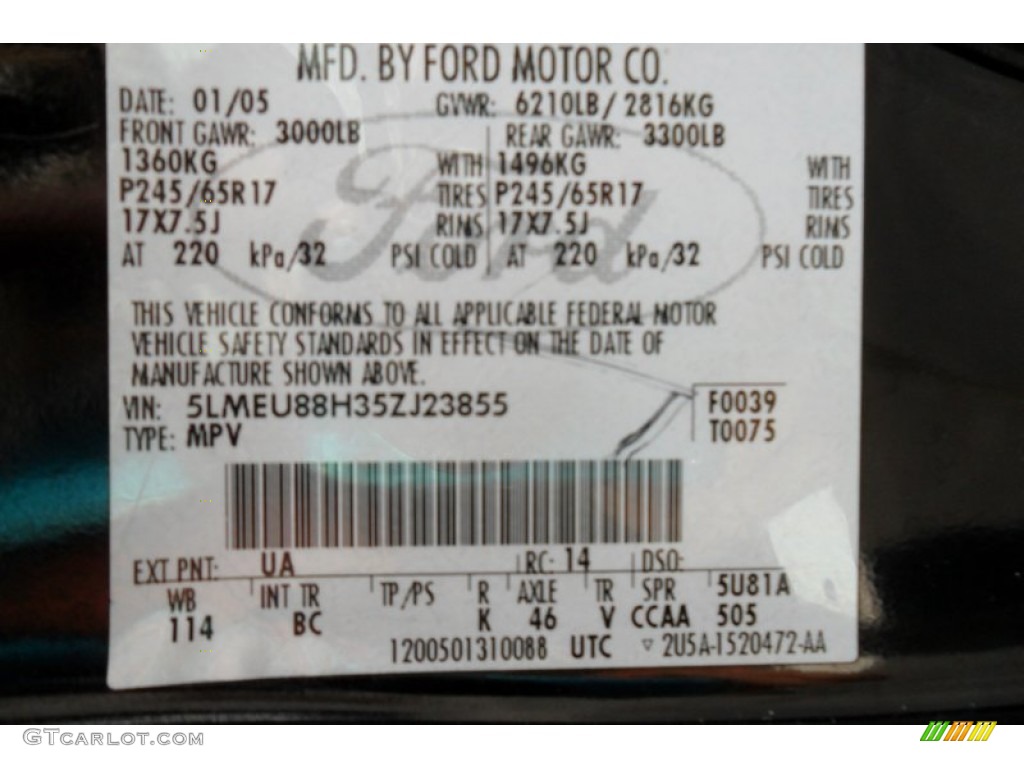 MFD. BY FORD MOTOR CO.
DATE: 01/05 GVWR: 6210LB/ 2816KG
FRONT GAWR: 3000LB REAR GAWR: 3300LB
1360KG WITH 1496KG WITH
P245/65R17 TIRES P245/65R17 TIRES
17X7.5J RIMS 17X7.5J RIMS
AT 220 kPa/32 PSI COLD AT 220 kPa/32 PSI COLD
Ford
THIS VEHICLE CONFORMS TO ALL APPLICABLE FEDERAL MOTOR
VEHICLE SAFETY STANDARDS IN EFFECT ON THE DATE OF
MANUFACTURE SHOWN ABOVE.
VIN: 5LMEU88H35ZJ23855 F0039
TYPE: MPV T0075
EXT PNT: UA RC: 14 DSO:
WB INT TR TP/PS R AXLE TR SPR 5U81A
114 BC K 46 V CCAA 505
1200501310088 UTC ▿ 2U5A-1520472-AA
GTCARLOT.COM